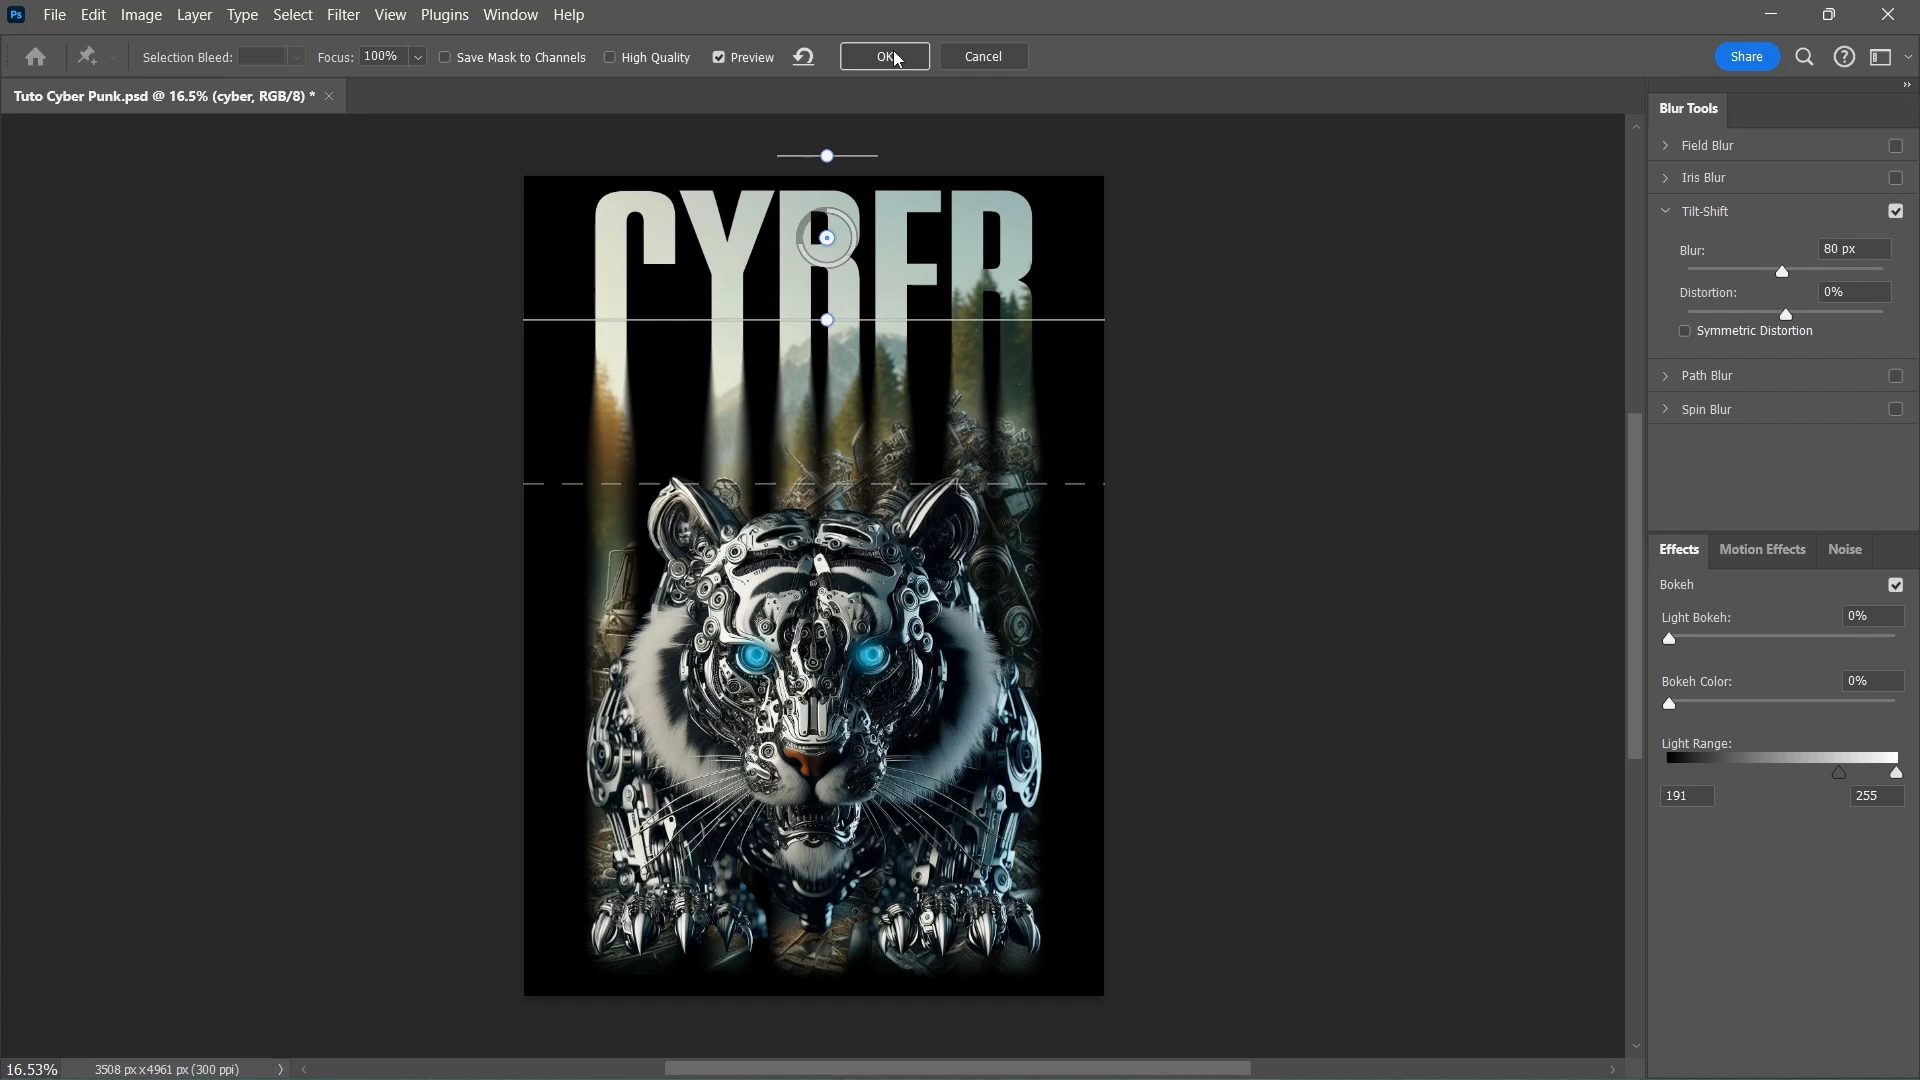 Ps File Edit Image Layer Type Select Filter View Plugins Window Help
Selection Bleed: Focus: 100% Save Mask to Channels High Quality Preview OK Cancel Share
Tuto Cyber Punk.psd @ 16.5% (cyber, RGB/8) *
CYBER
Blur Tools
Field Blur
Iris Blur
Tilt-Shift
Blur: 80 px
Distortion: 0%
Symmetric Distortion
Path Blur
Spin Blur
Effects Motion Effects Noise
Bokeh
Light Bokeh: 0%
Bokeh Color: 0%
Light Range:
191 255
16.53% 3508 px x 4961 px (300 ppi)